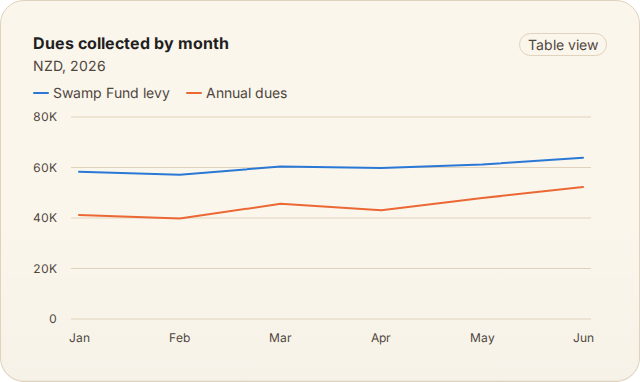 Dues collected by month
Table view
NZD, 2026
Swamp Fund levy
Annual dues
80K
60K
40K
20K
0
Jan
Feb
Mar
Apr
May
Jun